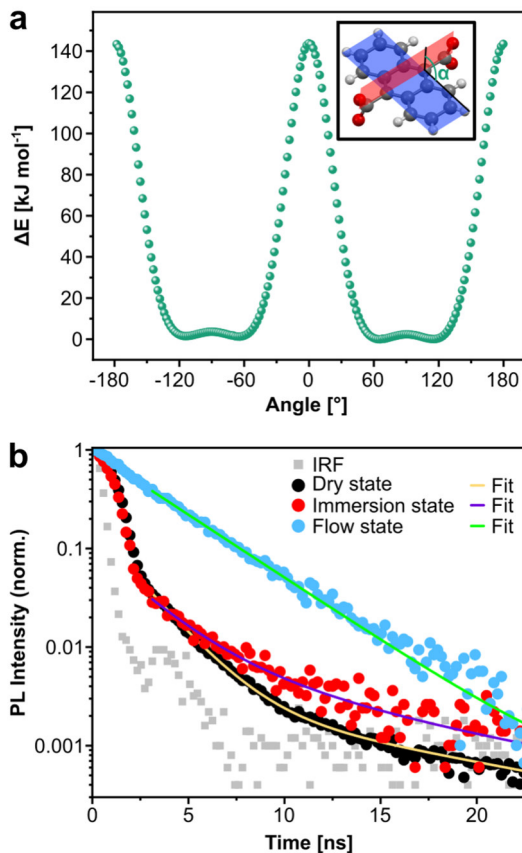 a
ΔE [kJ mol⁻¹]
140
120
100
80
60
40
20
0
α
-180 -120 -60 0 60 120 180
Angle [°]
b
PL Intensity (norm.)
1
0.1
0.01
0.001
IRF
Dry state
Immersion state
Flow state
Fit
Fit
Fit
0 5 10 15 20
Time [ns]